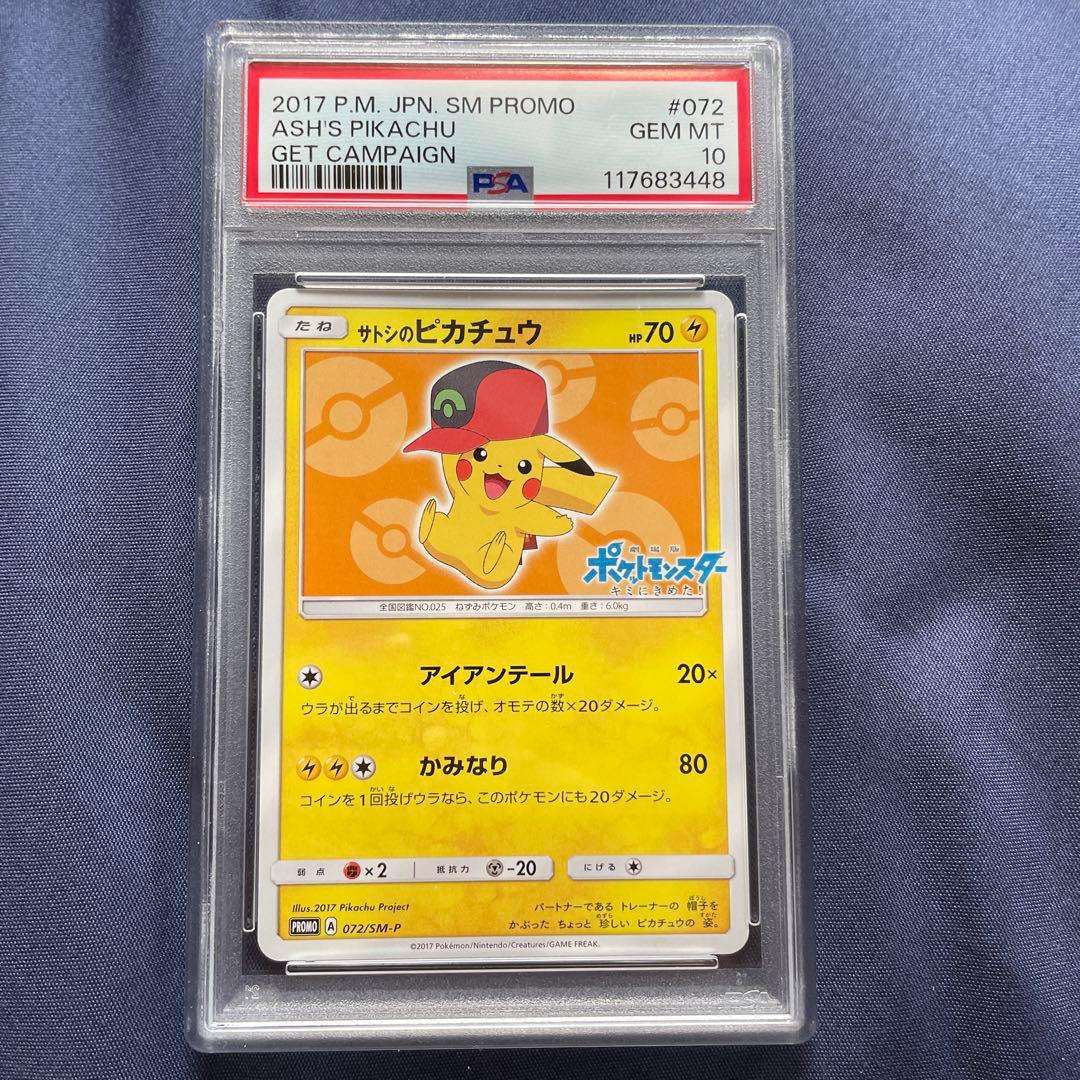 2017 P.M. JPN. SM PROMO #072
ASH'S PIKACHU GEM MT
GET CAMPAIGN 10
PSA 117683448
たね サトシのピカチュウ HP70
劇場版
ポケットモンスター
キミにきめた!
全国図鑑NO.025 ねずみポケモン 高さ:0.4m 重さ:6.0kg
アイアンテール 20×
ウラが出るまでコインを投げ、オモテの数×20ダメージ。
かみなり 80
コインを1回投げウラなら、このポケモンにも20ダメージ。
弱点 ×2 抵抗力 -20 にげる
Illus.2017 Pikachu Project
パートナーである トレーナーの 帽子を
かぶった ちょっと 珍しい ピカチュウの 姿。
PROMO A 072/SM-P
©2017 Pokémon/Nintendo/Creatures/GAME FREAK.